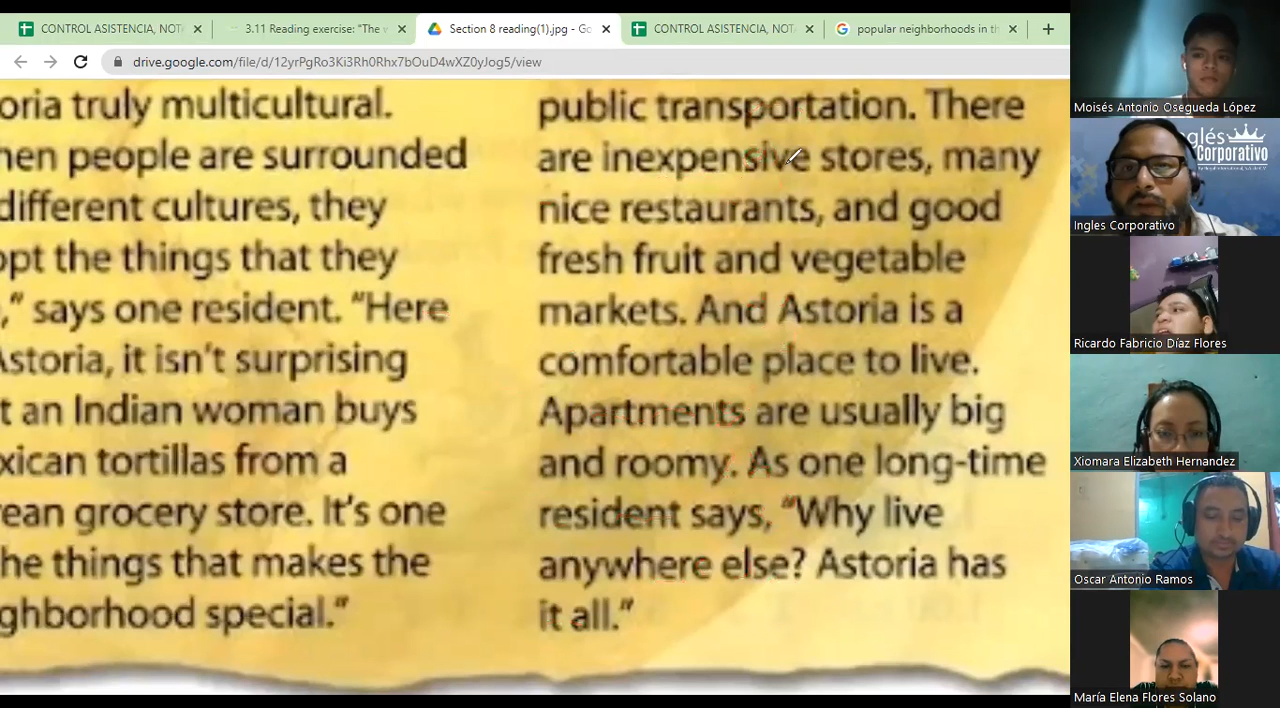 CONTROL ASISTENCIA, NOT
3.11 Reading exercise: "The
Section 8 reading(1).jpg - Go
CONTROL ASISTENCIA, NOT
popular neighborhoods in th
drive.google.com/file/d/12yrPgRo3Ki3Rh0Rhx7bOuD4wXZ0yJog5/view
oria truly multicultural.
hen people are surrounded
different cultures, they
opt the things that they
," says one resident. "Here
Astoria, it isn't surprising
t an Indian woman buys
xican tortillas from a
rean grocery store. It's one
he things that makes the
ghborhood special."
public transportation. There
are inexpensive stores, many
nice restaurants, and good
fresh fruit and vegetable
markets. And Astoria is a
comfortable place to live.
Apartments are usually big
and roomy. As one long-time
resident says, "Why live
anywhere else? Astoria has
it all."
Moisés Antonio Osegueda López
nglés
Corporativo
Ingles Corporativo
Ricardo Fabricio Díaz Flores
Xiomara Elizabeth Hernandez
Oscar Antonio Ramos
María Elena Flores Solano